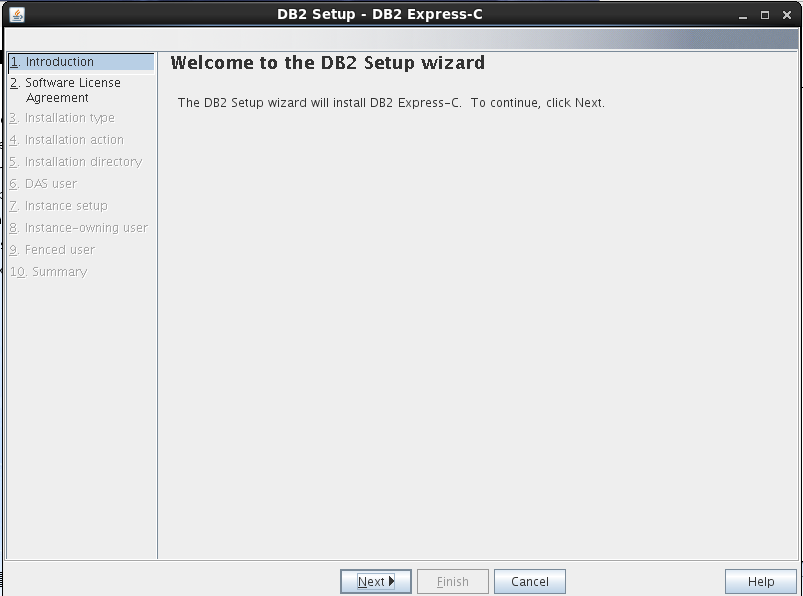 DB2 Setup - DB2 Express-C
1. Introduction
2. Software License
Agreement
3. Installation type
4. Installation action
5. Installation directory
6. DAS user
7. Instance setup
8. Instance-owning user
9. Fenced user
10. Summary
Welcome to the DB2 Setup wizard
The DB2 Setup wizard will install DB2 Express-C. To continue, click Next.
Next
Finish
Cancel
Help